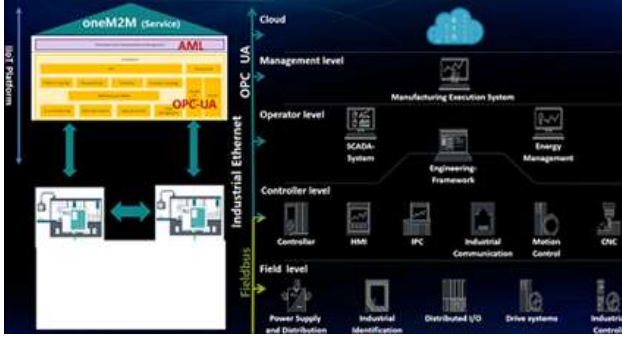 IIoT Platform
oneM2M (Service)
AML
OPC-UA
Industrial Ethernet
OPC UA
Fieldbus
Cloud
Management level
Manufacturing Execution System
Operator level
SCADA-
System
Engineering-
Framework
Energy
Management
Controller level
Controller
HMI
IPC
Industrial
Communication
Motion
Control
CNC
Field level
Power Supply
and Distribution
Industrial
Identification
Distributed I/O
Drive systems
Industria
Control